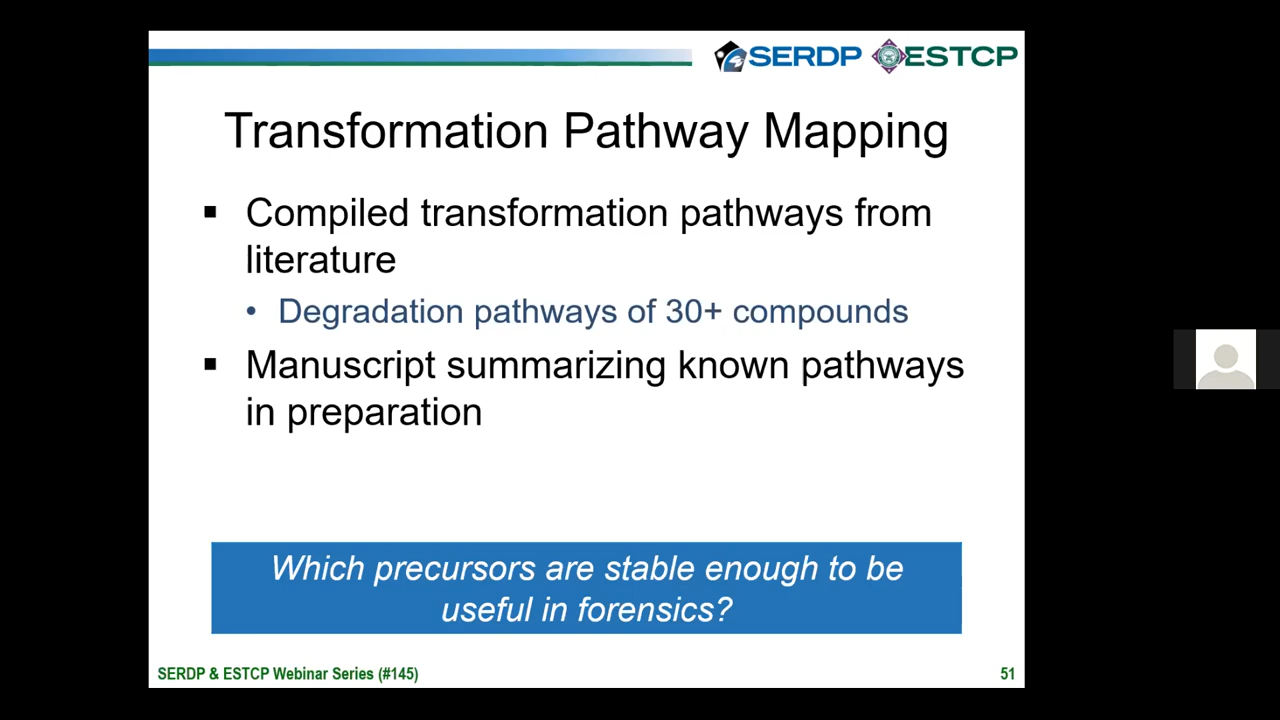 SERDP ESTCP
Transformation Pathway Mapping
▪ Compiled transformation pathways from
literature
• Degradation pathways of 30+ compounds
▪ Manuscript summarizing known pathways
in preparation
Which precursors are stable enough to be
useful in forensics?
SERDP & ESTCP Webinar Series (#145) 51